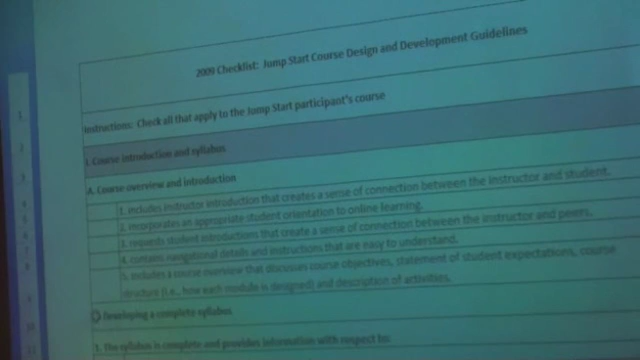 2009 Checklist: Jump Start Course Design and Development Guidelines
Instructions: Check all that apply to the Jump Start participant's course
I. Course introduction and syllabus
A. Course overview and introduction
1. includes instructor introduction that creates a sense of connection between the instructor and student.
2. incorporates an appropriate student orientation to online learning.
3. requests student introductions that create a sense of connection between the instructor and peers.
4. contains navigational details and instructions that are easy to understand.
5. includes a course overview that discusses course objectives, statement of student expectations, course
structure (i.e., how each module is designed) and description of activities.
Developing a complete syllabus
1. The syllabus is complete and provides information with respect to: